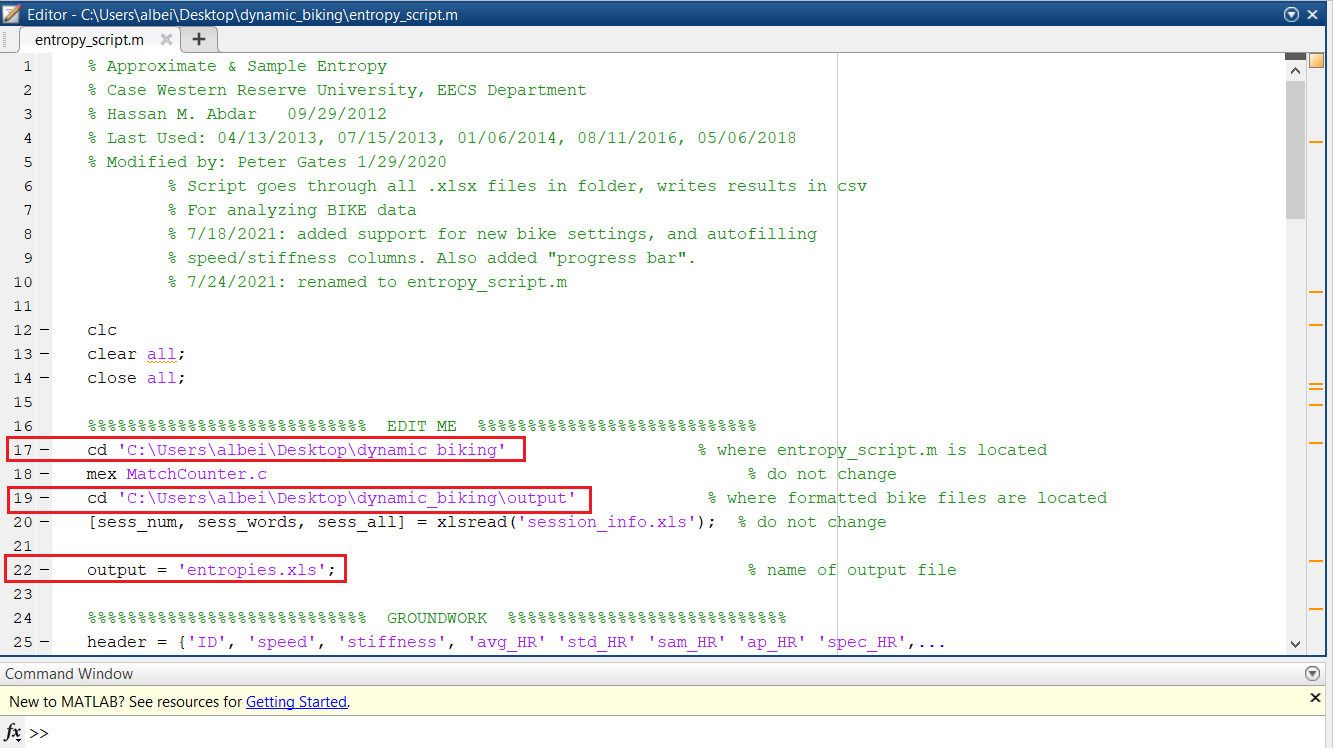 Editor - C:\Users\albei\Desktop\dynamic_biking\entropy_script.m
entropy_script.m
1 % Approximate & Sample Entropy
2 % Case Western Reserve University, EECS Department
3 % Hassan M. Abdar   09/29/2012
4 % Last Used: 04/13/2013, 07/15/2013, 01/06/2014, 08/11/2016, 05/06/2018
5 % Modified by: Peter Gates 1/29/2020
6 % Script goes through all .xlsx files in folder, writes results in csv
7 % For analyzing BIKE data
8 % 7/18/2021: added support for new bike settings, and autofilling
9 % speed/stiffness columns. Also added "progress bar".
10 % 7/24/2021: renamed to entropy_script.m
11
12 clc
13 clear all;
14 close all;
15
16 %%%%%%%%%%%%%%%%%%%%%%%%%%%%  EDIT ME  %%%%%%%%%%%%%%%%%%%%%%%%%%%%
17 cd 'C:\Users\albei\Desktop\dynamic_biking' % where entropy_script.m is located
18 mex MatchCounter.c % do not change
19 cd 'C:\Users\albei\Desktop\dynamic_biking\output' % where formatted bike files are located
20 [sess_num, sess_words, sess_all] = xlsread('session_info.xls');  % do not change
21
22 output = 'entropies.xls'; % name of output file
23
24 %%%%%%%%%%%%%%%%%%%%%%%%%%%%  GROUNDWORK  %%%%%%%%%%%%%%%%%%%%%%%%%%%%
25 header = {'ID', 'speed', 'stiffness', 'avg_HR' 'std_HR' 'sam_HR' 'ap_HR' 'spec_HR',...
Command Window
New to MATLAB? See resources for Getting Started.
fx >>